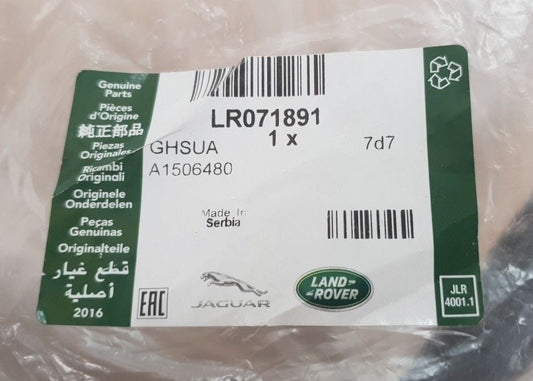 Genuine
Parts
Pièces
d'Origine
純正部品
Piezas
Originales
Ricambi
Originali
Originele
Onderdelen
Peças
Genuinas
Originalteile
قطع غيار
أصلية
2016
LR071891
1 x
7d7
GHSUA
A1506480
Made In:
Serbia
EAC
JAGUAR
LAND-
-ROVER
JLR
4001.1